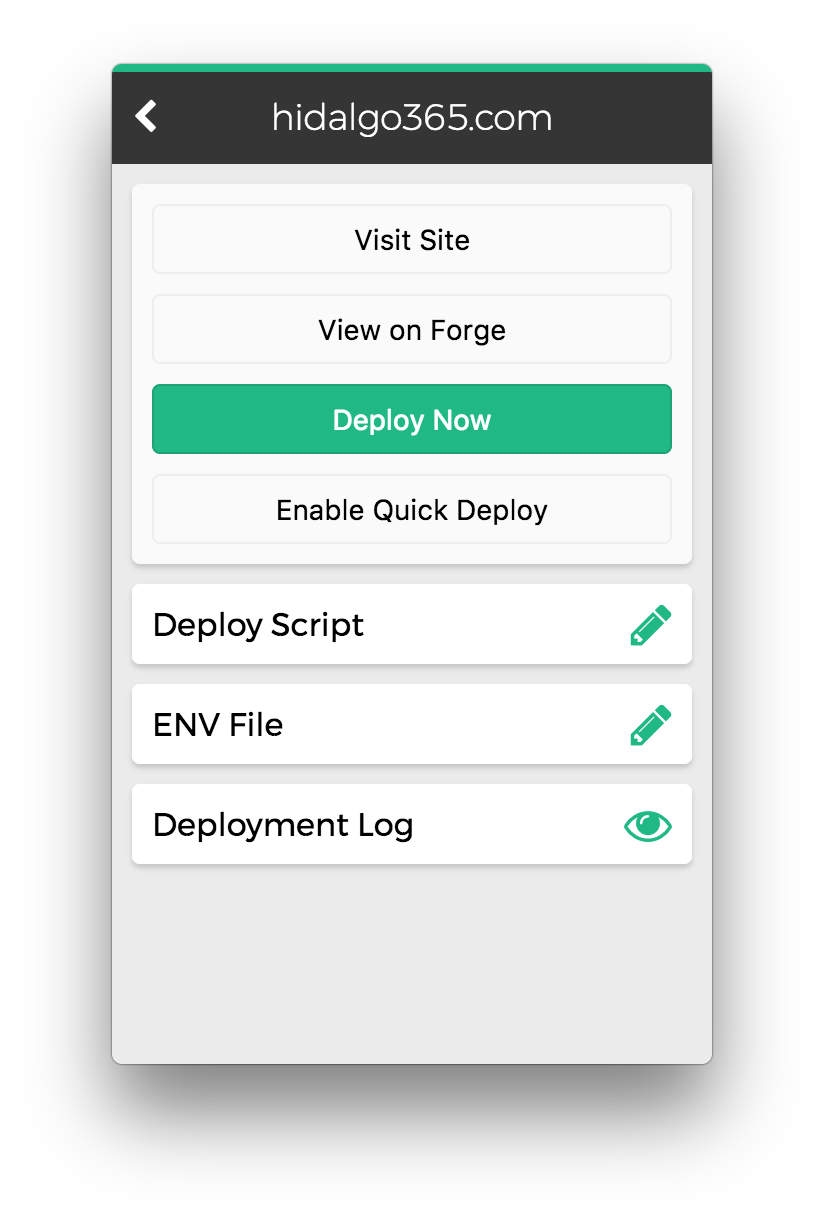 hidalgo365.com
Visit Site
View on Forge
Deploy Now
Enable Quick Deploy
Deploy Script
ENV File
Deployment Log